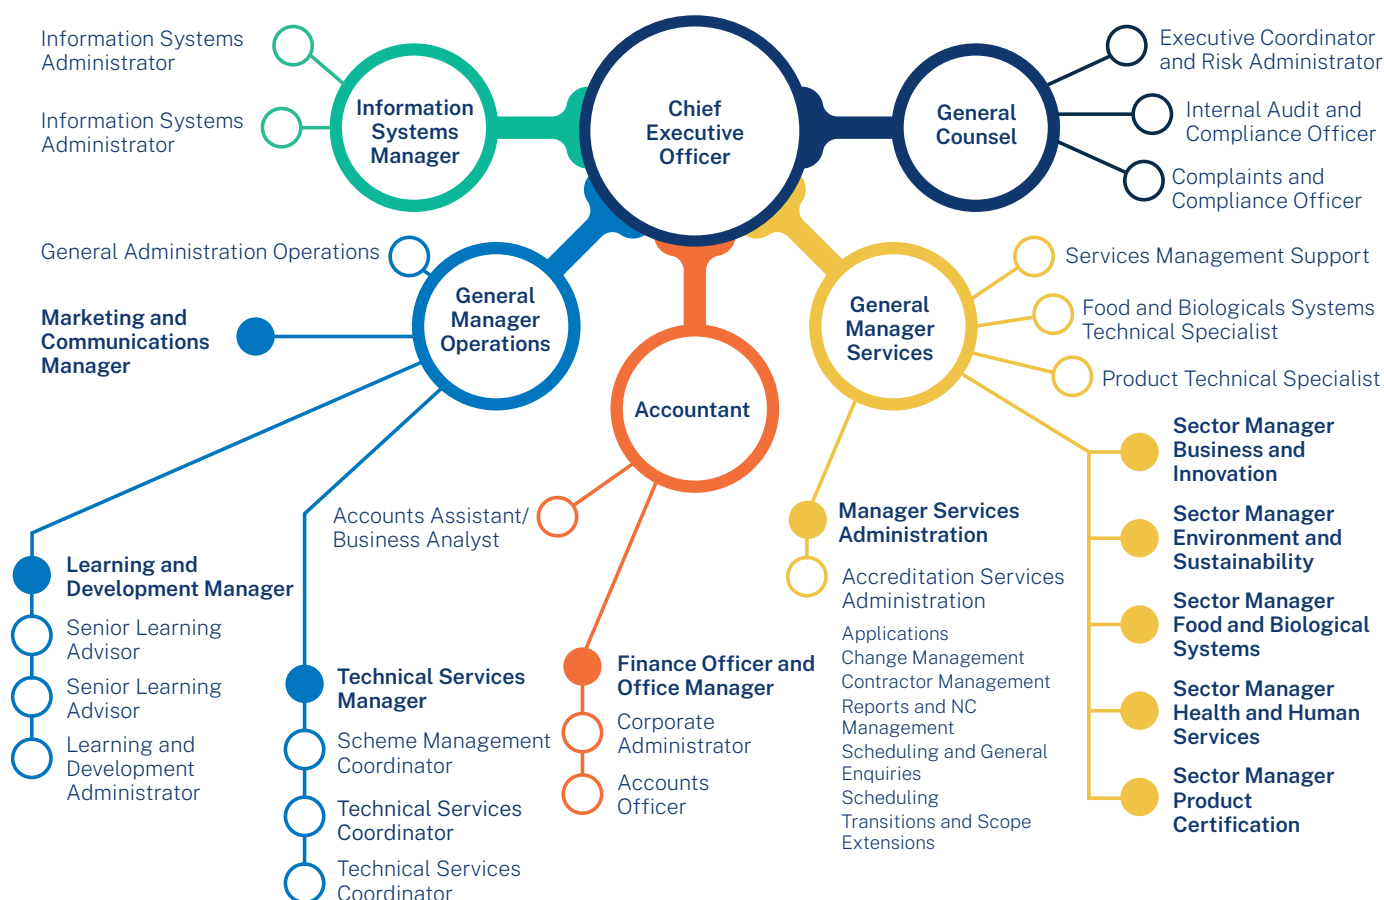 Information Systems
Administrator
Information Systems
Administrator
Information
Systems
Manager
Chief
Executive
Officer
General
Counsel
Executive Coordinator
and Risk Administrator
Internal Audit and
Compliance Officer
Complaints and
Compliance Officer
General Administration Operations
Marketing and
Communications
Manager
General
Manager
Operations
Accountant
General
Manager
Services
Services Management Support
Food and Biologicals Systems
Technical Specialist
Product Technical Specialist
Learning and
Development Manager
Senior Learning
Advisor
Senior Learning
Advisor
Learning and
Development
Administrator
Technical Services
Manager
Scheme Management
Coordinator
Technical Services
Coordinator
Technical Services
Coordinator
Accounts Assistant/
Business Analyst
Finance Officer and
Office Manager
Corporate
Administrator
Accounts
Officer
Manager Services
Administration
Accreditation Services
Administration
Applications
Change Management
Contractor Management
Reports and NC
Management
Scheduling and General
Enquiries
Scheduling
Transitions and Scope
Extensions
Sector Manager
Business and
Innovation
Sector Manager
Environment and
Sustainability
Sector Manager
Food and Biological
Systems
Sector Manager
Health and Human
Services
Sector Manager
Product
Certification